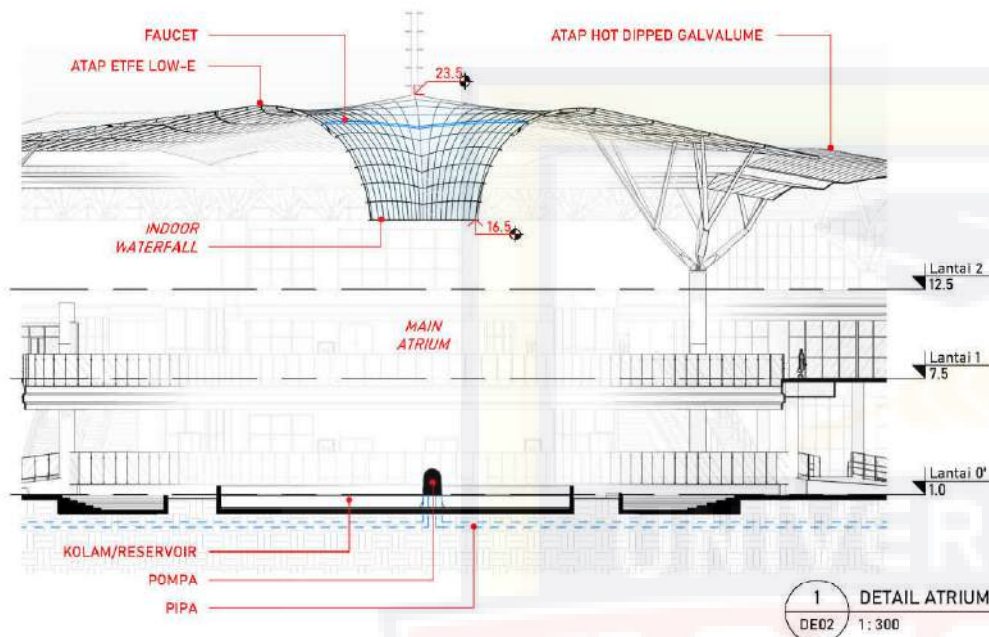 FAUCET
ATAP ETFE LOW-E
ATAP HOT DIPPED GALVALUME
23.5
INDOOR
WATERFALL
16.5
Lantai 2
12.5
MAIN
ATRIUM
Lantai 1
7.5
Lantai 0'
1.0
KOLAM/RESERVOIR
POMPA
PIPA
UNIVER
1
DETAIL ATRIUM
DE02
1: 300